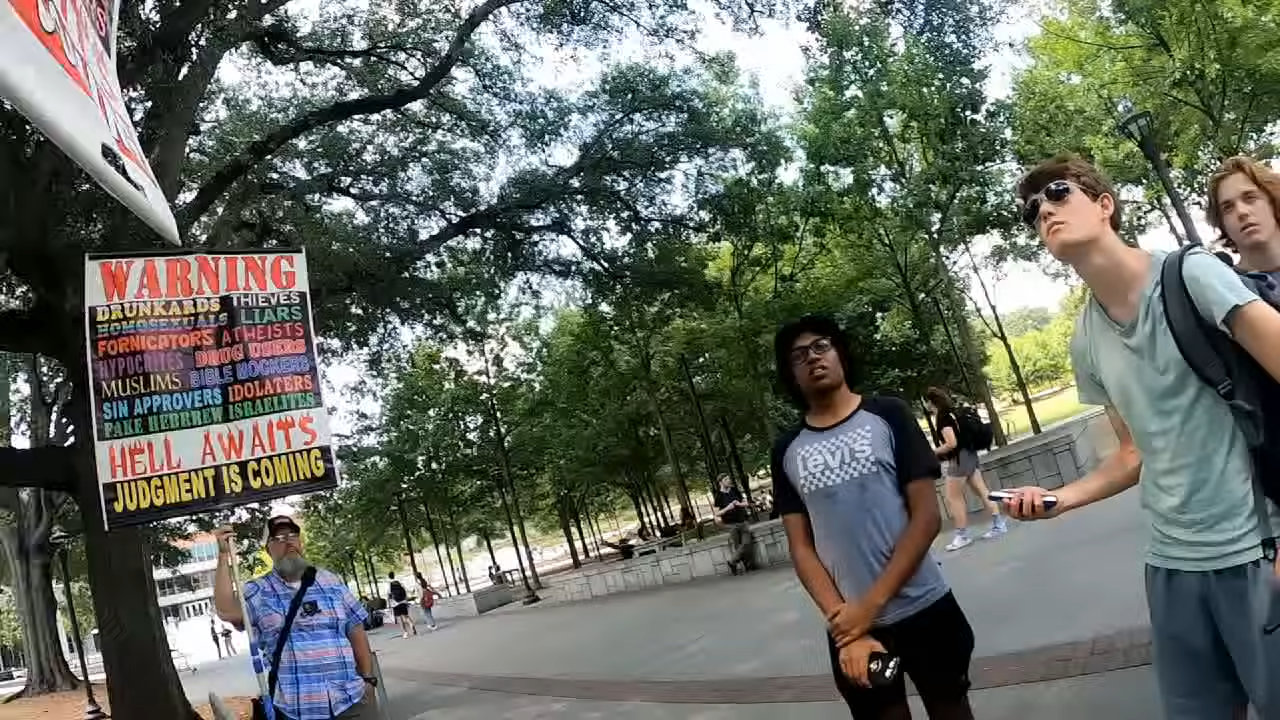 WARNING
DRUNKARDS THIEVES
HOMOSEXUALS LIARS
FORNICATORS ATHEISTS
HYPOCRITES DRUG USERS
MUSLIMS BIBLE MOCKERS
SIN APPROVERS IDOLATERS
FAKE HEBREW ISRAELITES
HELL AWAITS
JUDGMENT IS COMING
Levi's